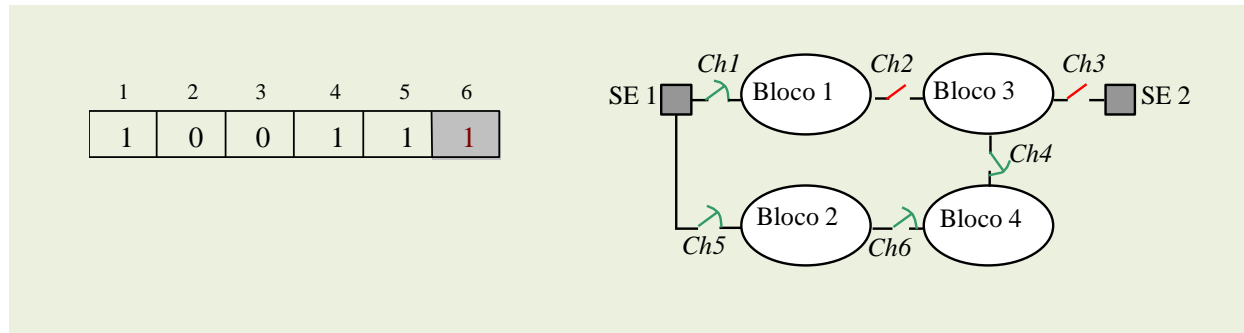 1 2 3 4 5 6
1 0 0 1 1 1
Ch1 Ch2 Ch3
SE 1 Bloco 1 Bloco 3 SE 2
Ch4
Bloco 2 Bloco 4
Ch5 Ch6